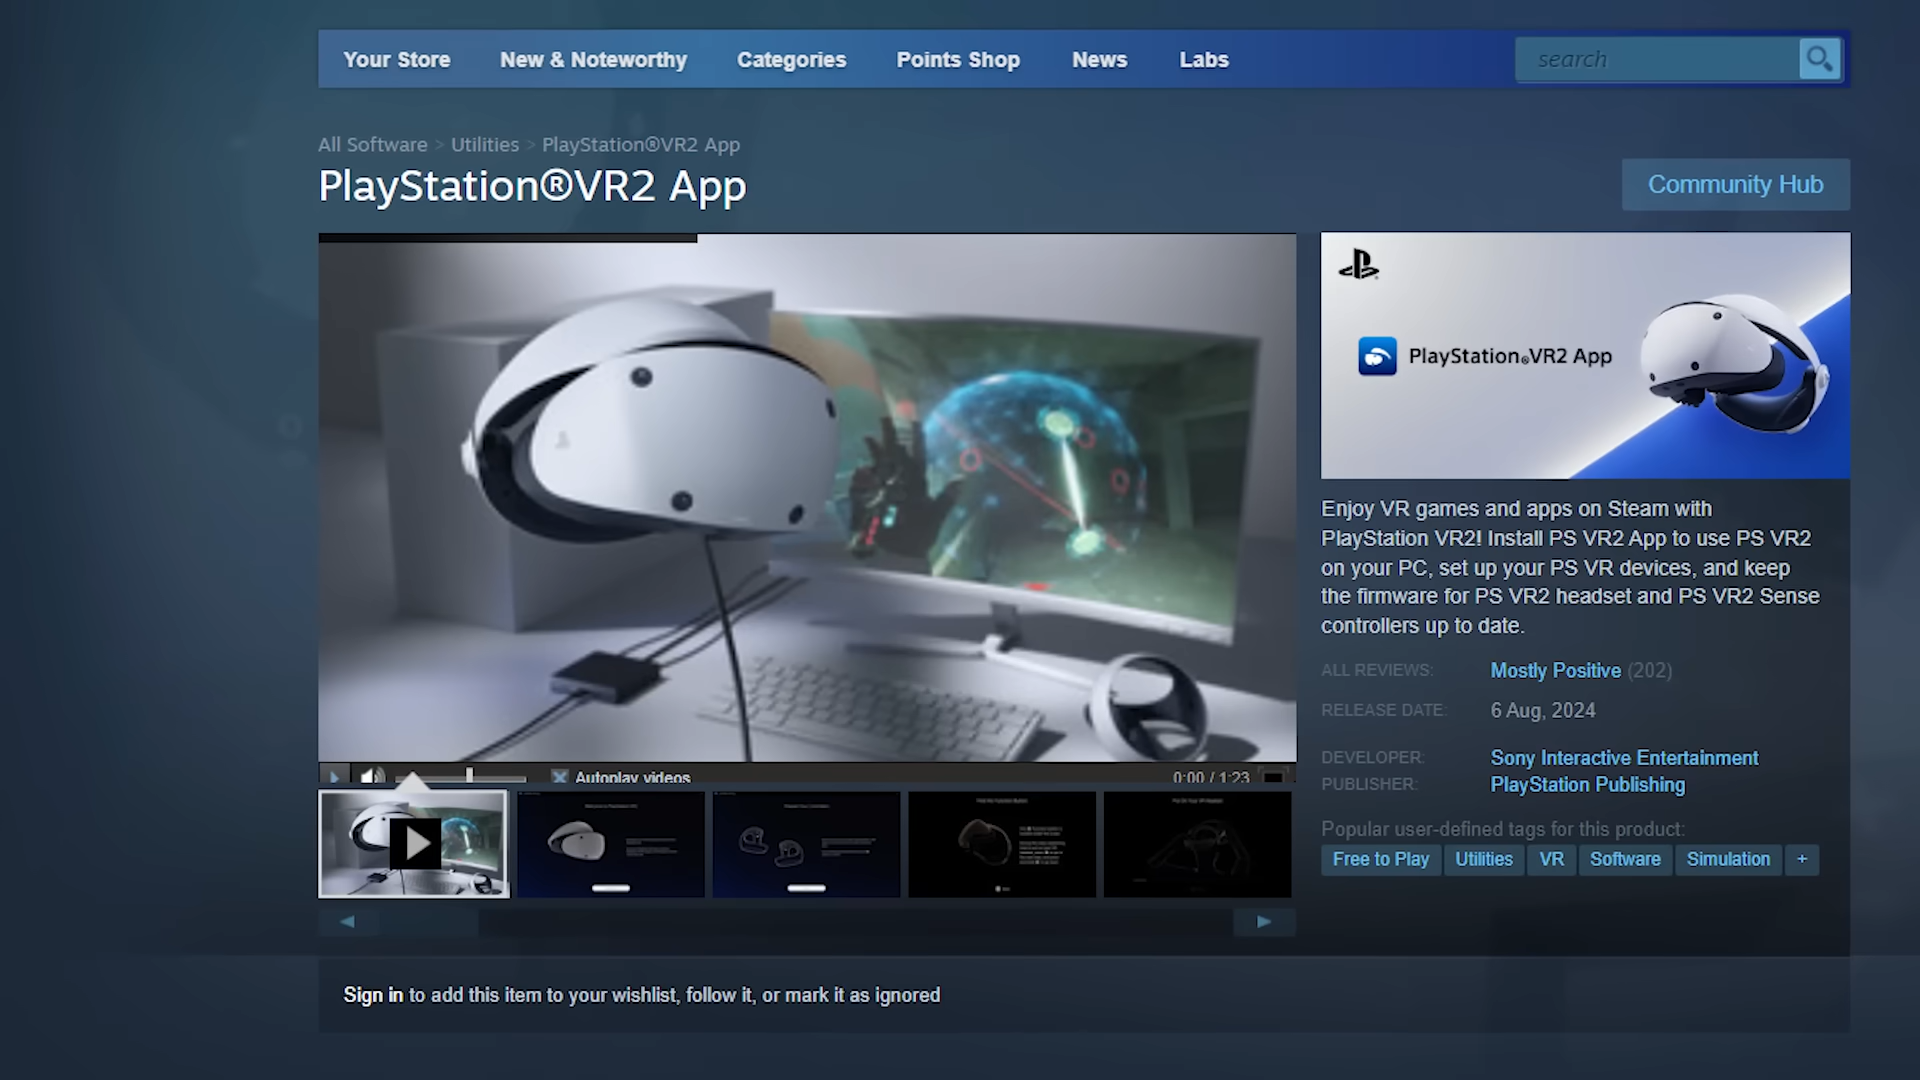 Your Store New & Noteworthy Categories Points Shop News Labs search
All Software > Utilities > PlayStation®VR2 App
PlayStation®VR2 App
Community Hub
PlayStation®VR2 App
Enjoy VR games and apps on Steam with
PlayStation VR2! Install PS VR2 App to use PS VR2
on your PC, set up your PS VR devices, and keep
the firmware for PS VR2 headset and PS VR2 Sense
controllers up to date.
ALL REVIEWS: Mostly Positive (202)
RELEASE DATE: 6 Aug, 2024
DEVELOPER: Sony Interactive Entertainment
PUBLISHER: PlayStation Publishing
Popular user-defined tags for this product:
Free to Play Utilities VR Software Simulation +
Autoplay videos 0:00 / 1:23
Sign in to add this item to your wishlist, follow it, or mark it as ignored